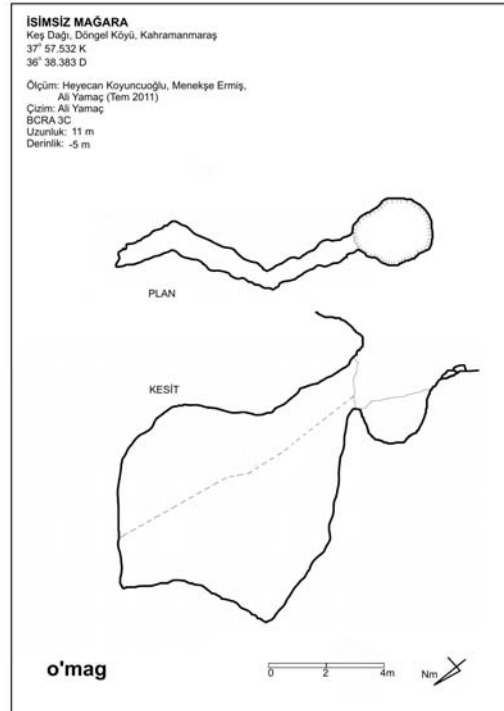 İSİMSİZ MAĞARA
Keş Dağı, Döngel Köyü, Kahramanmaraş
37° 57.532 K
36° 38.383 D
Ölçüm: Heyecan Koyuncuoğlu, Menekşe Ermiş,
Ali Yamaç (Tem 2011)
Çizim: Ali Yamaç
BCRA 3C
Uzunluk: 11 m
Derinlik: -5 m
PLAN
KESİT
o'mag
0 2 4m
Nm